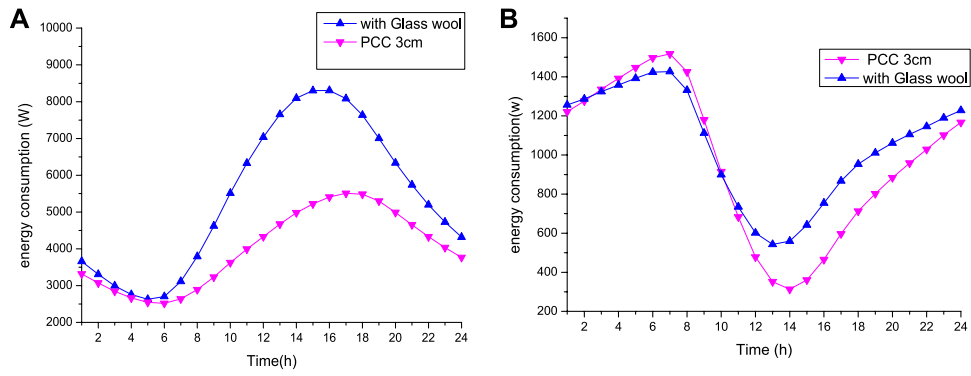 A
with Glass wool
PCC 3cm
energy consumption (W)
10000
9000
8000
7000
6000
5000
4000
3000
2000
2 4 6 8 10 12 14 16 18 20 22 24
Time(h)
B
PCC 3cm
with Glass wool
energy consumption(w)
1600
1400
1200
1000
800
600
400
200
2 4 6 8 10 12 14 16 18 20 22 24
Time (h)